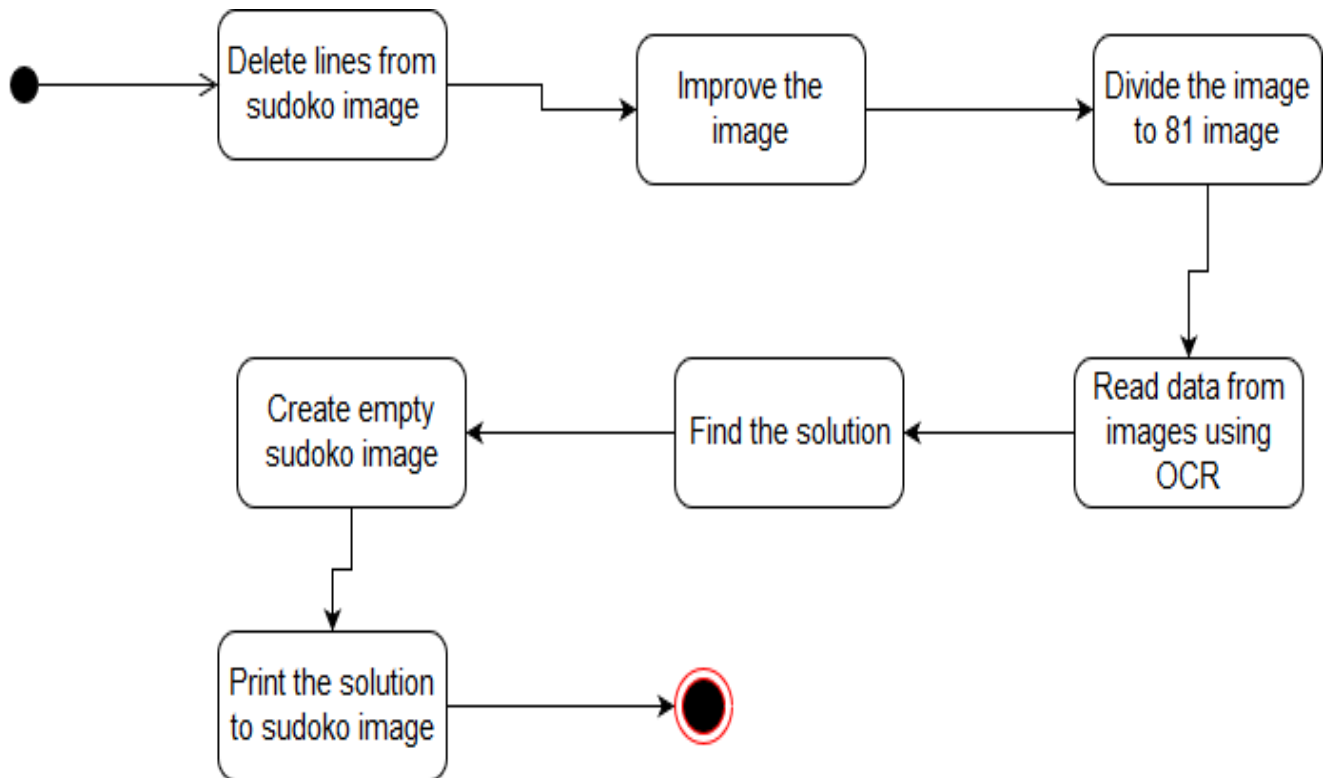 Delete lines from
sudoko image
Improve the
image
Divide the image
to 81 image
Read data from
images using
OCR
Find the solution
Create empty
sudoko image
Print the solution
to sudoko image